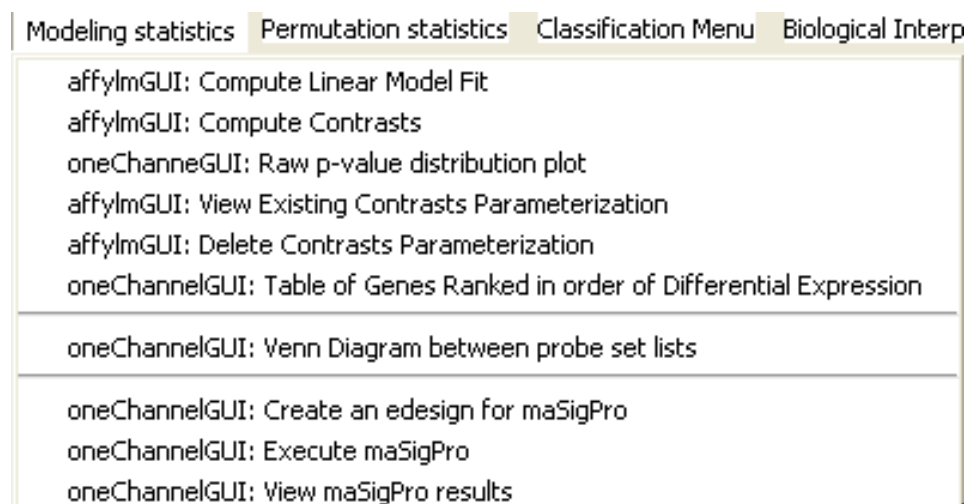 Modeling statistics Permutation statistics Classification Menu Biological Interp
affylmGUI: Compute Linear Model Fit
affylmGUI: Compute Contrasts
oneChanneGUI: Raw p-value distribution plot
affylmGUI: View Existing Contrasts Parameterization
affylmGUI: Delete Contrasts Parameterization
oneChannelGUI: Table of Genes Ranked in order of Differential Expression
oneChannelGUI: Venn Diagram between probe set lists
oneChannelGUI: Create an edesign for maSigPro
oneChannelGUI: Execute maSigPro
oneChannelGUI: View maSigPro results